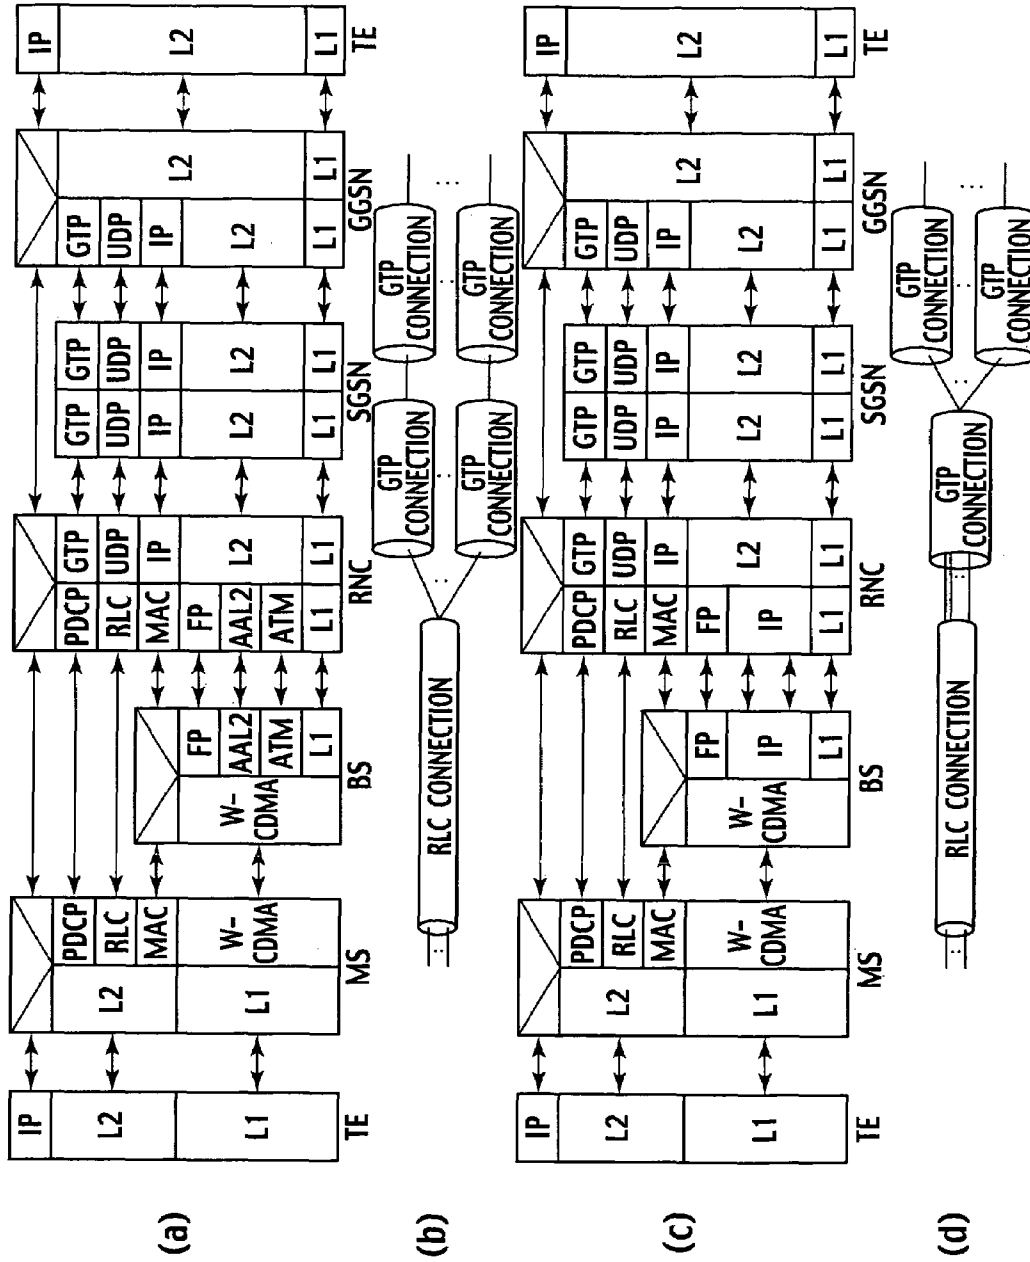 (a)
IP
L2
L1
TE
L2
L1
PDCP
RLC
MAC
W-
CDMA
MS
W-
CDMA
FP
AAL2
ATM
L1
BS
PDCP
RLC
MAC
FP
AAL2
ATM
L1
GTP
UDP
IP
L2
L1
RNC
GTP
UDP
IP
L2
L1
GTP
UDP
IP
L2
L1
SGSN
GTP
UDP
IP
L2
L1
L2
L1
GGSN
IP
L2
L1
TE
(b)
RLC CONNECTION
GTP
CONNECTION
GTP
CONNECTION
GTP
CONNECTION
GTP
CONNECTION
(c)
IP
L2
L1
TE
L2
L1
PDCP
RLC
MAC
W-
CDMA
MS
W-
CDMA
FP
IP
L1
BS
PDCP
RLC
MAC
FP
IP
L1
GTP
UDP
IP
L2
L1
RNC
GTP
UDP
IP
L2
L1
GTP
UDP
IP
L2
L1
SGSN
GTP
UDP
IP
L2
L1
L2
L1
GGSN
IP
L2
L1
TE
(d)
RLC CONNECTION
GTP
CONNECTION
GTP
CONNECTION
GTP
CONNECTION